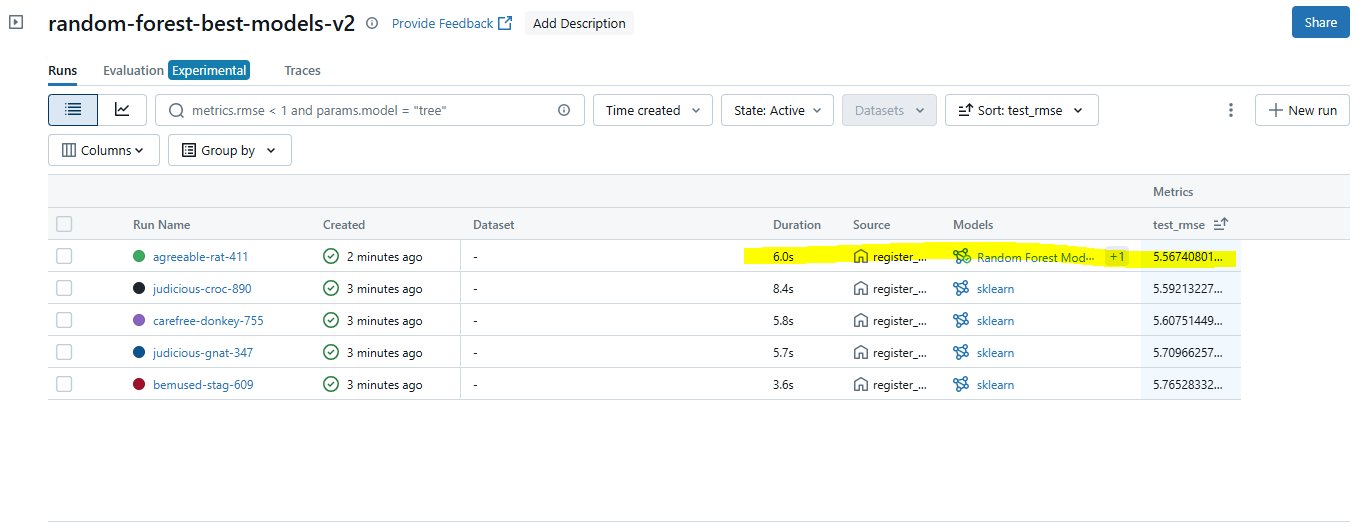 random-forest-best-models-v2 Provide Feedback Add Description Share
Runs Evaluation Experimental Traces
metrics.rmse < 1 and params.model = "tree" Time created State: Active Datasets Sort: test_rmse New run
Columns Group by
Metrics
Run Name Created Dataset Duration Source Models test_rmse
agreeable-rat-411 2 minutes ago - 6.0s register_... Random Forest Mod... +1 5.56740801...
judicious-croc-890 3 minutes ago - 8.4s register_... sklearn 5.59213227...
carefree-donkey-755 3 minutes ago - 5.8s register_... sklearn 5.60751449...
judicious-gnat-347 3 minutes ago - 5.7s register_... sklearn 5.70966257...
bemused-stag-609 3 minutes ago - 3.6s register_... sklearn 5.76528332...